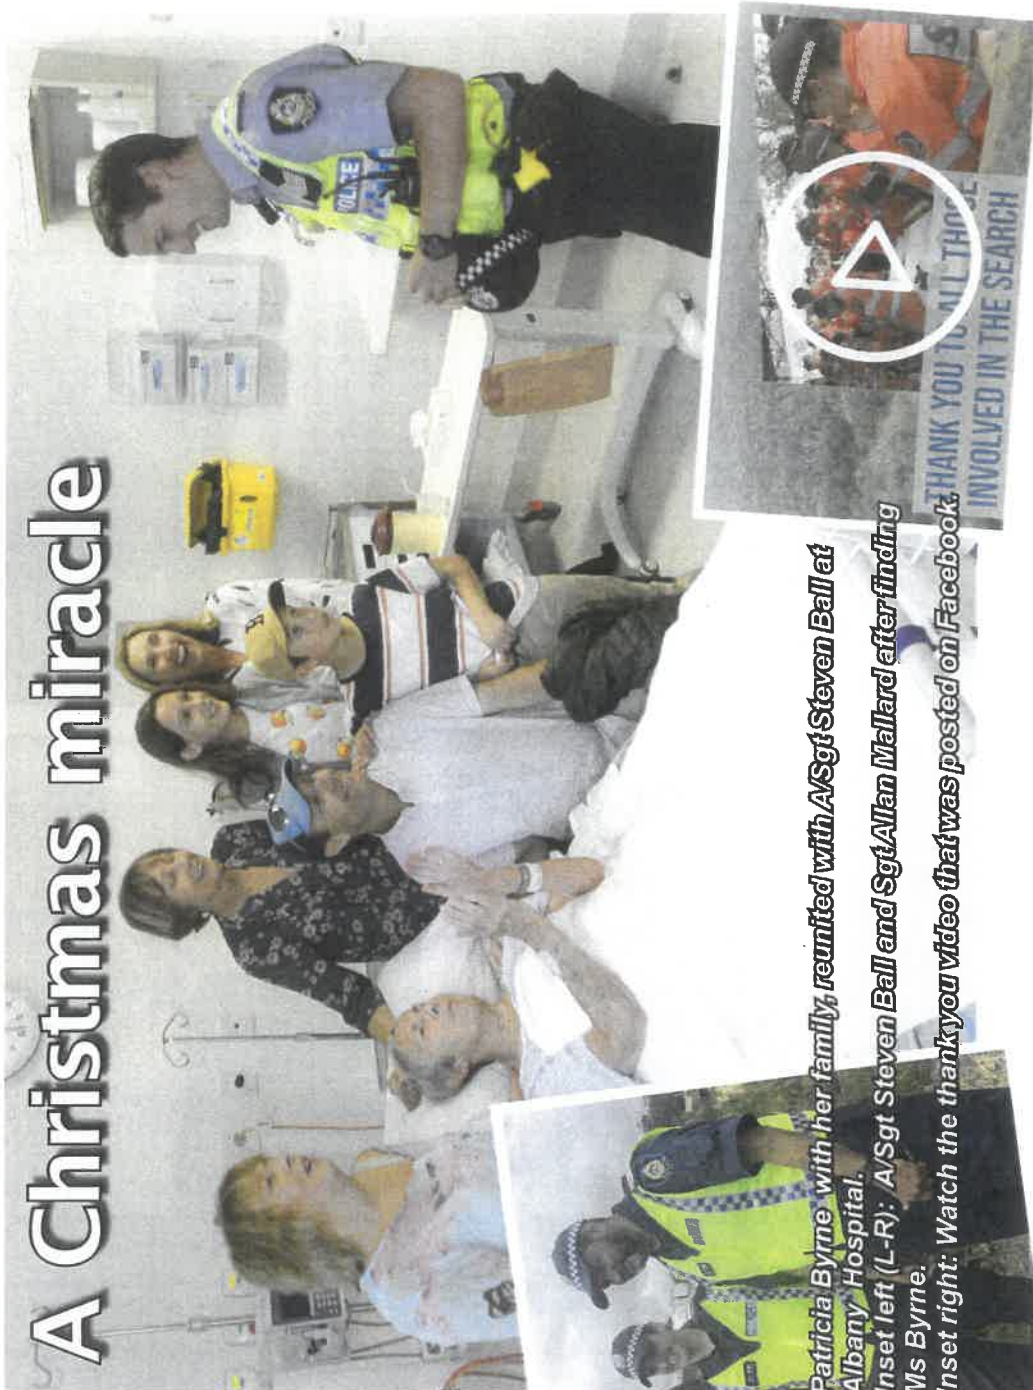 A Christmas miracle
POLICE
THANK YOU TO ALL THOSE
INVOLVED IN THE SEARCH
Patricia Byrne with her family, reunited with A/Sgt Steven Ball at
Albany Hospital.
nset left (L-R): A/Sgt Steven Ball and Sgt Allan Mallard after finding
Ms Byrne.
nset right: Watch the thank you video that was posted on Facebook.